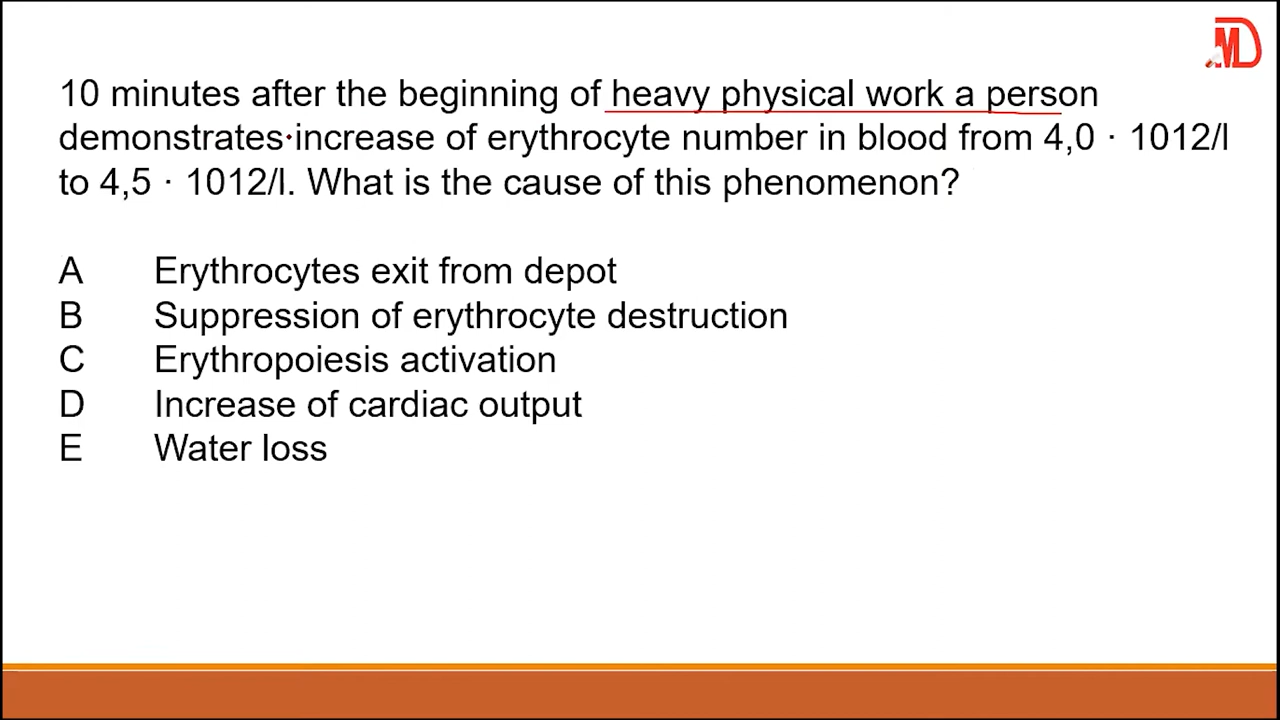 MD
10 minutes after the beginning of heavy physical work a person
demonstrates increase of erythrocyte number in blood from 4,0 · 1012/l
to 4,5 · 1012/l. What is the cause of this phenomenon?
A Erythrocytes exit from depot
B Suppression of erythrocyte destruction
C Erythropoiesis activation
D Increase of cardiac output
E Water loss